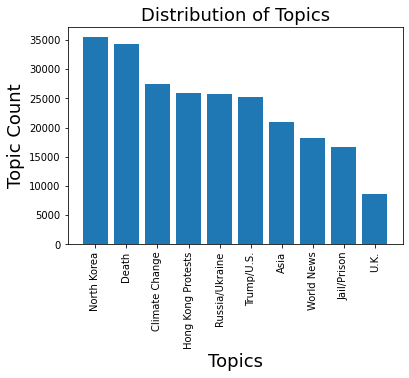 Distribution of Topics
Topic Count
35000
30000
25000
20000
15000
10000
5000
0
North Korea
Death
Climate Change
Hong Kong Protests
Russia/Ukraine
Trump/U.S.
Asia
World News
Jail/Prison
U.K.
Topics